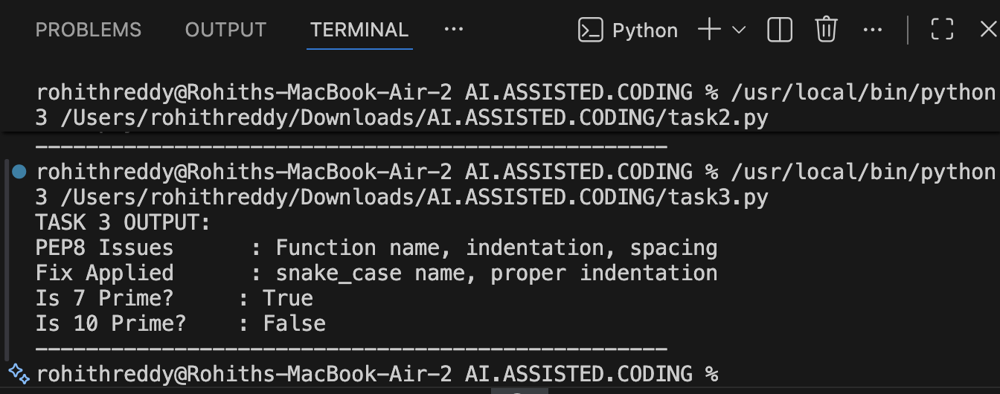 PROBLEMS OUTPUT TERMINAL ... Python
rohithreddy@Rohiths-MacBook-Air-2 AI.ASSISTED.CODING % /usr/local/bin/python
3 /Users/rohithreddy/Downloads/AI.ASSISTED.CODING/task2.py
--------------------------------------------------
rohithreddy@Rohiths-MacBook-Air-2 AI.ASSISTED.CODING % /usr/local/bin/python
3 /Users/rohithreddy/Downloads/AI.ASSISTED.CODING/task3.py
TASK 3 OUTPUT:
PEP8 Issues      : Function name, indentation, spacing
Fix Applied      : snake_case name, proper indentation
Is 7 Prime?     : True
Is 10 Prime?    : False
--------------------------------------------------
rohithreddy@Rohiths-MacBook-Air-2 AI.ASSISTED.CODING %